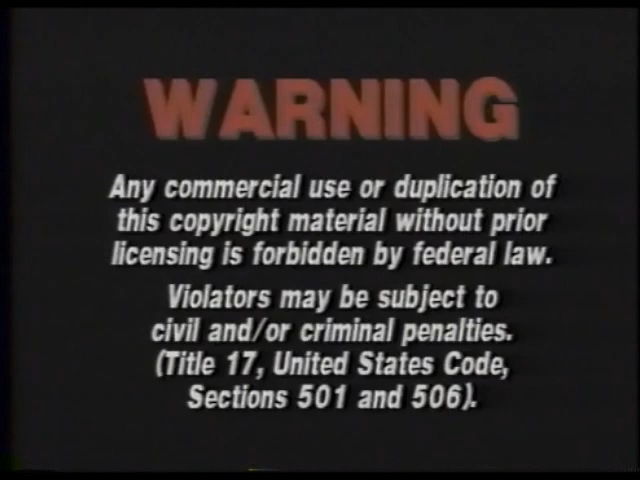 WARNING
Any commercial use or duplication of
this copyright material without prior
licensing is forbidden by federal law.
Violators may be subject to
civil and/or criminal penalties.
(Title 17, United States Code,
Sections 501 and 506).